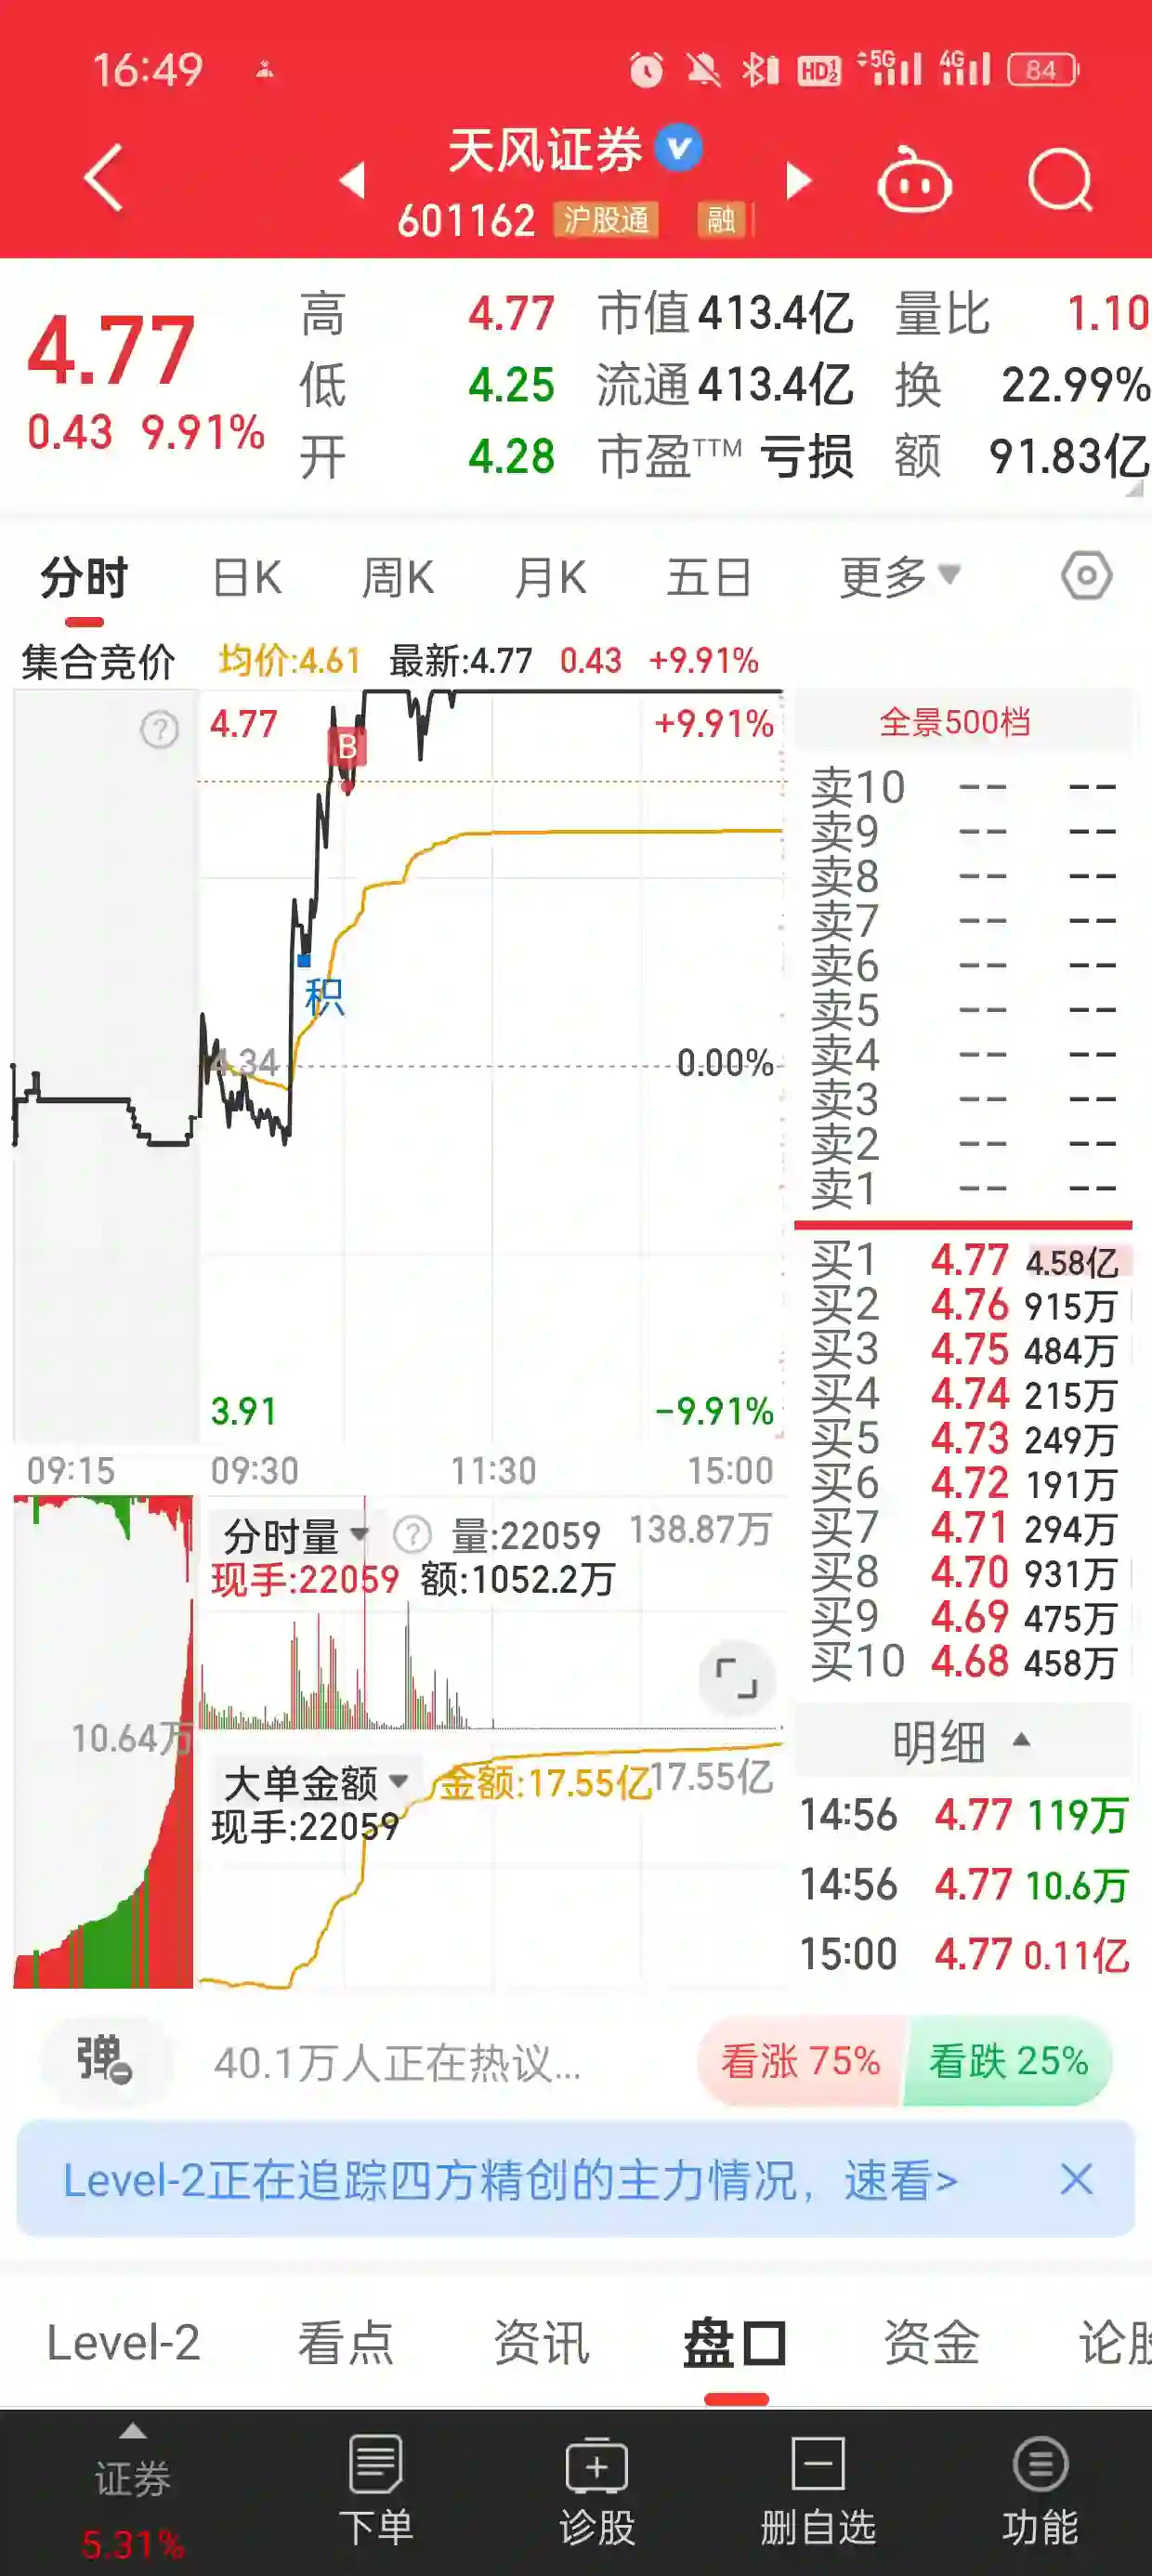 16:49 HD 5G 4G 84
天风证券
601162 沪股通 融
4.77
0.43 9.91%
高 4.77 市值 413.4亿 量比 1.10
低 4.25 流通 413.4亿 换 22.99%
开 4.28 市盈TTM 亏损 额 91.83亿
分时 日K 周K 月K 五日 更多
集合竞价 均价:4.61 最新:4.77 0.43 +9.91%
4.77 +9.91%
B
积
4.34 0.00%
3.91 -9.91%
09:15 09:30 11:30 15:00
分时量 ? 量:22059 138.87万
现手:22059 额:1052.2万
10.64万
大单金额 金额:17.55亿 17.55亿
现手:22059
全景500档
卖10 -- --
卖9 -- --
卖8 -- --
卖7 -- --
卖6 -- --
卖5 -- --
卖4 -- --
卖3 -- --
卖2 -- --
卖1 -- --
买1 4.77 4.58亿
买2 4.76 915万
买3 4.75 484万
买4 4.74 215万
买5 4.73 249万
买6 4.72 191万
买7 4.71 294万
买8 4.70 931万
买9 4.69 475万
买10 4.68 458万
明细
14:56 4.77 119万
14:56 4.77 10.6万
15:00 4.77 0.11亿
弹 40.1万人正在热议... 看涨 75% 看跌 25%
Level-2正在追踪四方精创的主力情况，速看>
Level-2 看点 资讯 盘口 资金 论股
证券 下单 诊股 删自选 功能
5.31%